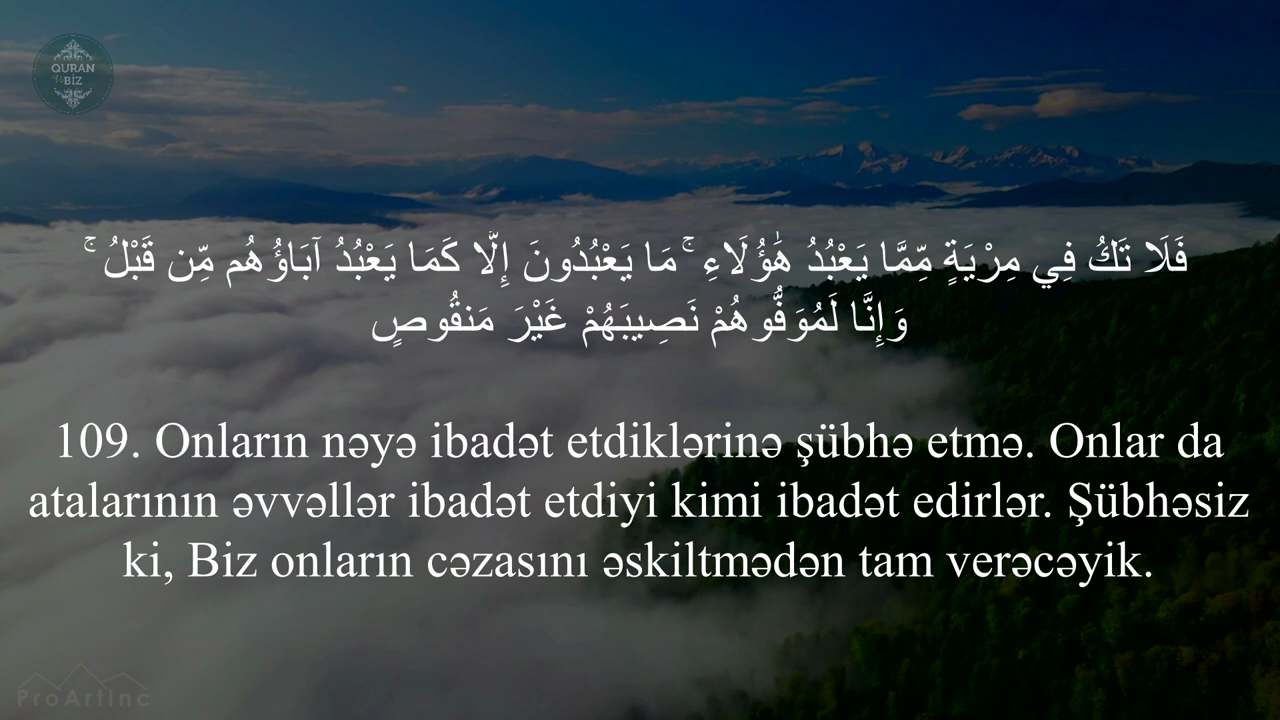 QURAN
və
BİZ
فَلَا تَكُ فِي مِرْيَةٍ مِّمَّا يَعْبُدُ هَٰؤُلَاءِ ۚ مَا يَعْبُدُونَ إِلَّا كَمَا يَعْبُدُ آبَاؤُهُم مِّن قَبْلُ ۚ
وَإِنَّا لَمُوَفُّوهُمْ نَصِيبَهُمْ غَيْرَ مَنقُوصٍ
109. Onların nəyə ibadət etdiklərinə şübhə etmə. Onlar da
atalarının əvvəllər ibadət etdiyi kimi ibadət edirlər. Şübhəsiz
ki, Biz onların cəzasını əskiltmədən tam verəcəyik.
ProArtInc